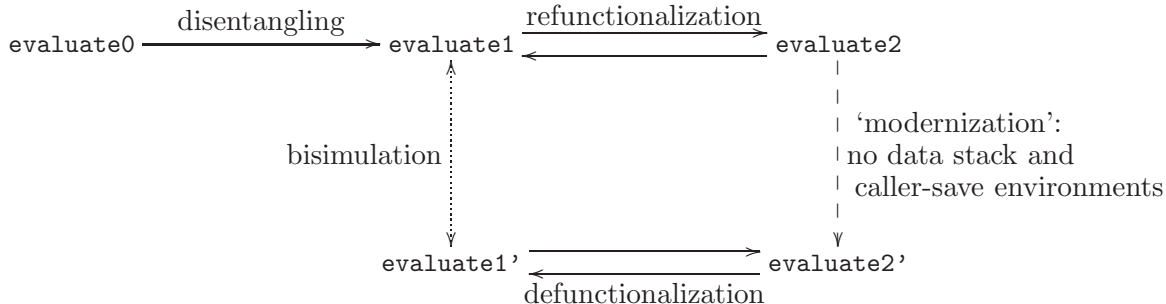 disentangling
refunctionalization
evaluate0
evaluate1
evaluate2
bisimulation
‘modernization’:
no data stack and
caller-save environments
evaluate1'
evaluate2'
defunctionalization